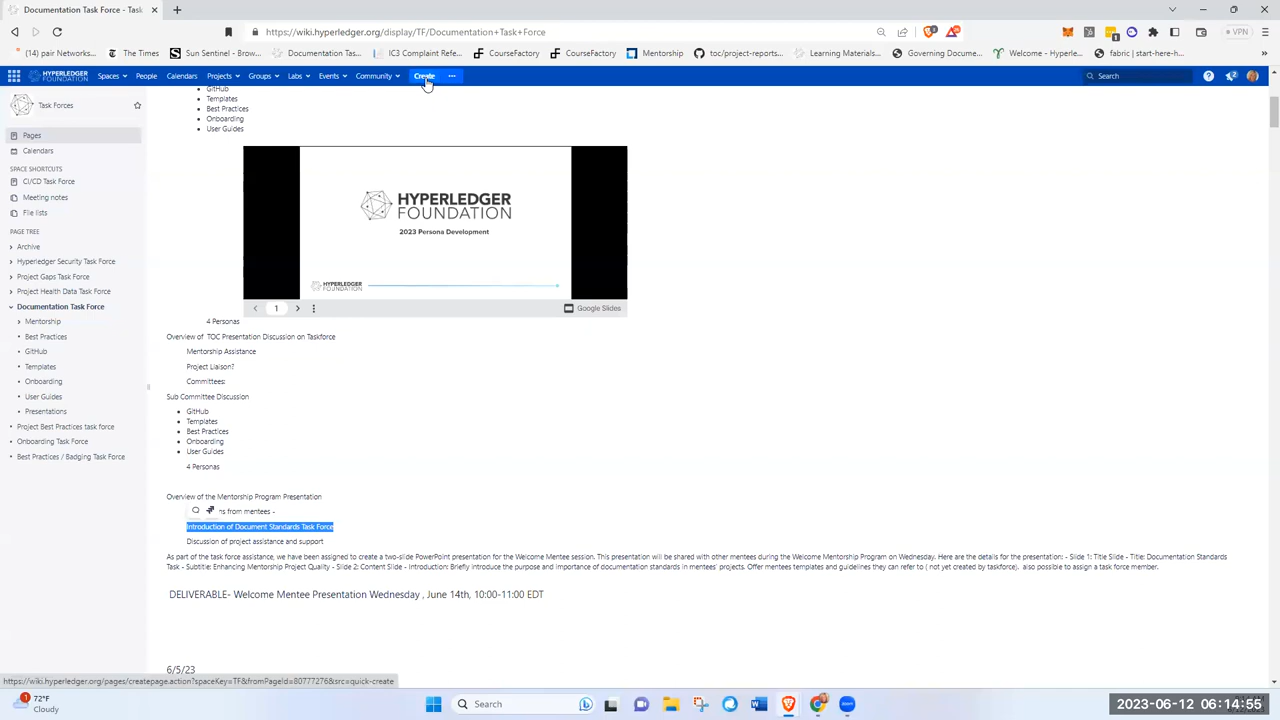 Documentation Task Force - Task
https://wiki.hyperledger.org/display/TF/Documentation+Task+Force
VPN
(14) pair Networks...
The Times
Sun Sentinel - Brow...
Documentation Tas...
IC3 Complaint Refe...
CourseFactory
CourseFactory
Mentorship
toc/project-reports...
Learning Materials...
Governing Docume...
Welcome - Hyperle...
fabric | start-here-h...
HYPERLEDGER FOUNDATION
Spaces
People
Calendars
Projects
Groups
Labs
Events
Community
Create
Search
Task Forces
Pages
Calendars
SPACE SHORTCUTS
CI/CD Task Force
Meeting notes
File lists
PAGE TREE
Archive
Hyperledger Security Task Force
Project Gaps Task Force
Project Health Data Task Force
Documentation Task Force
Mentorship
Best Practices
GitHub
Templates
Onboarding
User Guides
Presentations
Project Best Practices task force
Onboarding Task Force
Best Practices / Badging Task Force
GitHub
Templates
Best Practices
Onboarding
User Guides
HYPERLEDGER
FOUNDATION
2023 Persona Development
HYPERLEDGER
FOUNDATION
1
Google Slides
4 Personas
Overview of TOC Presentation Discussion on Taskforce
Mentorship Assistance
Project Liaison?
Committees:
Sub Committee Discussion
GitHub
Templates
Best Practices
Onboarding
User Guides
4 Personas
Overview of the Mentorship Program Presentation
ns from mentees -
Introduction of Document Standards Task Force
Discussion of project assistance and support
As part of the task force assistance, we have been assigned to create a two-slide PowerPoint presentation for the Welcome Mentee session. This presentation will be shared with other mentees during the Welcome Mentorship Program on Wednesday. Here are the details for the presentation: - Slide 1: Title Slide - Title: Documentation Standards
Task - Subtitle: Enhancing Mentorship Project Quality - Slide 2: Content Slide - Introduction: Briefly introduce the purpose and importance of documentation standards in mentees' projects. Offer mentees templates and guidelines they can refer to ( not yet created by taskforce). also possible to assign a task force member.
DELIVERABLE- Welcome Mentee Presentation Wednesday , June 14th, 10:00-11:00 EDT
6/5/23
https://wiki.hyperledger.org/pages/createpage.action?spaceKey=TF&fromPageId=80777276&src=quick-create
72°F
Cloudy
Search
2023-06-12 06:14:55